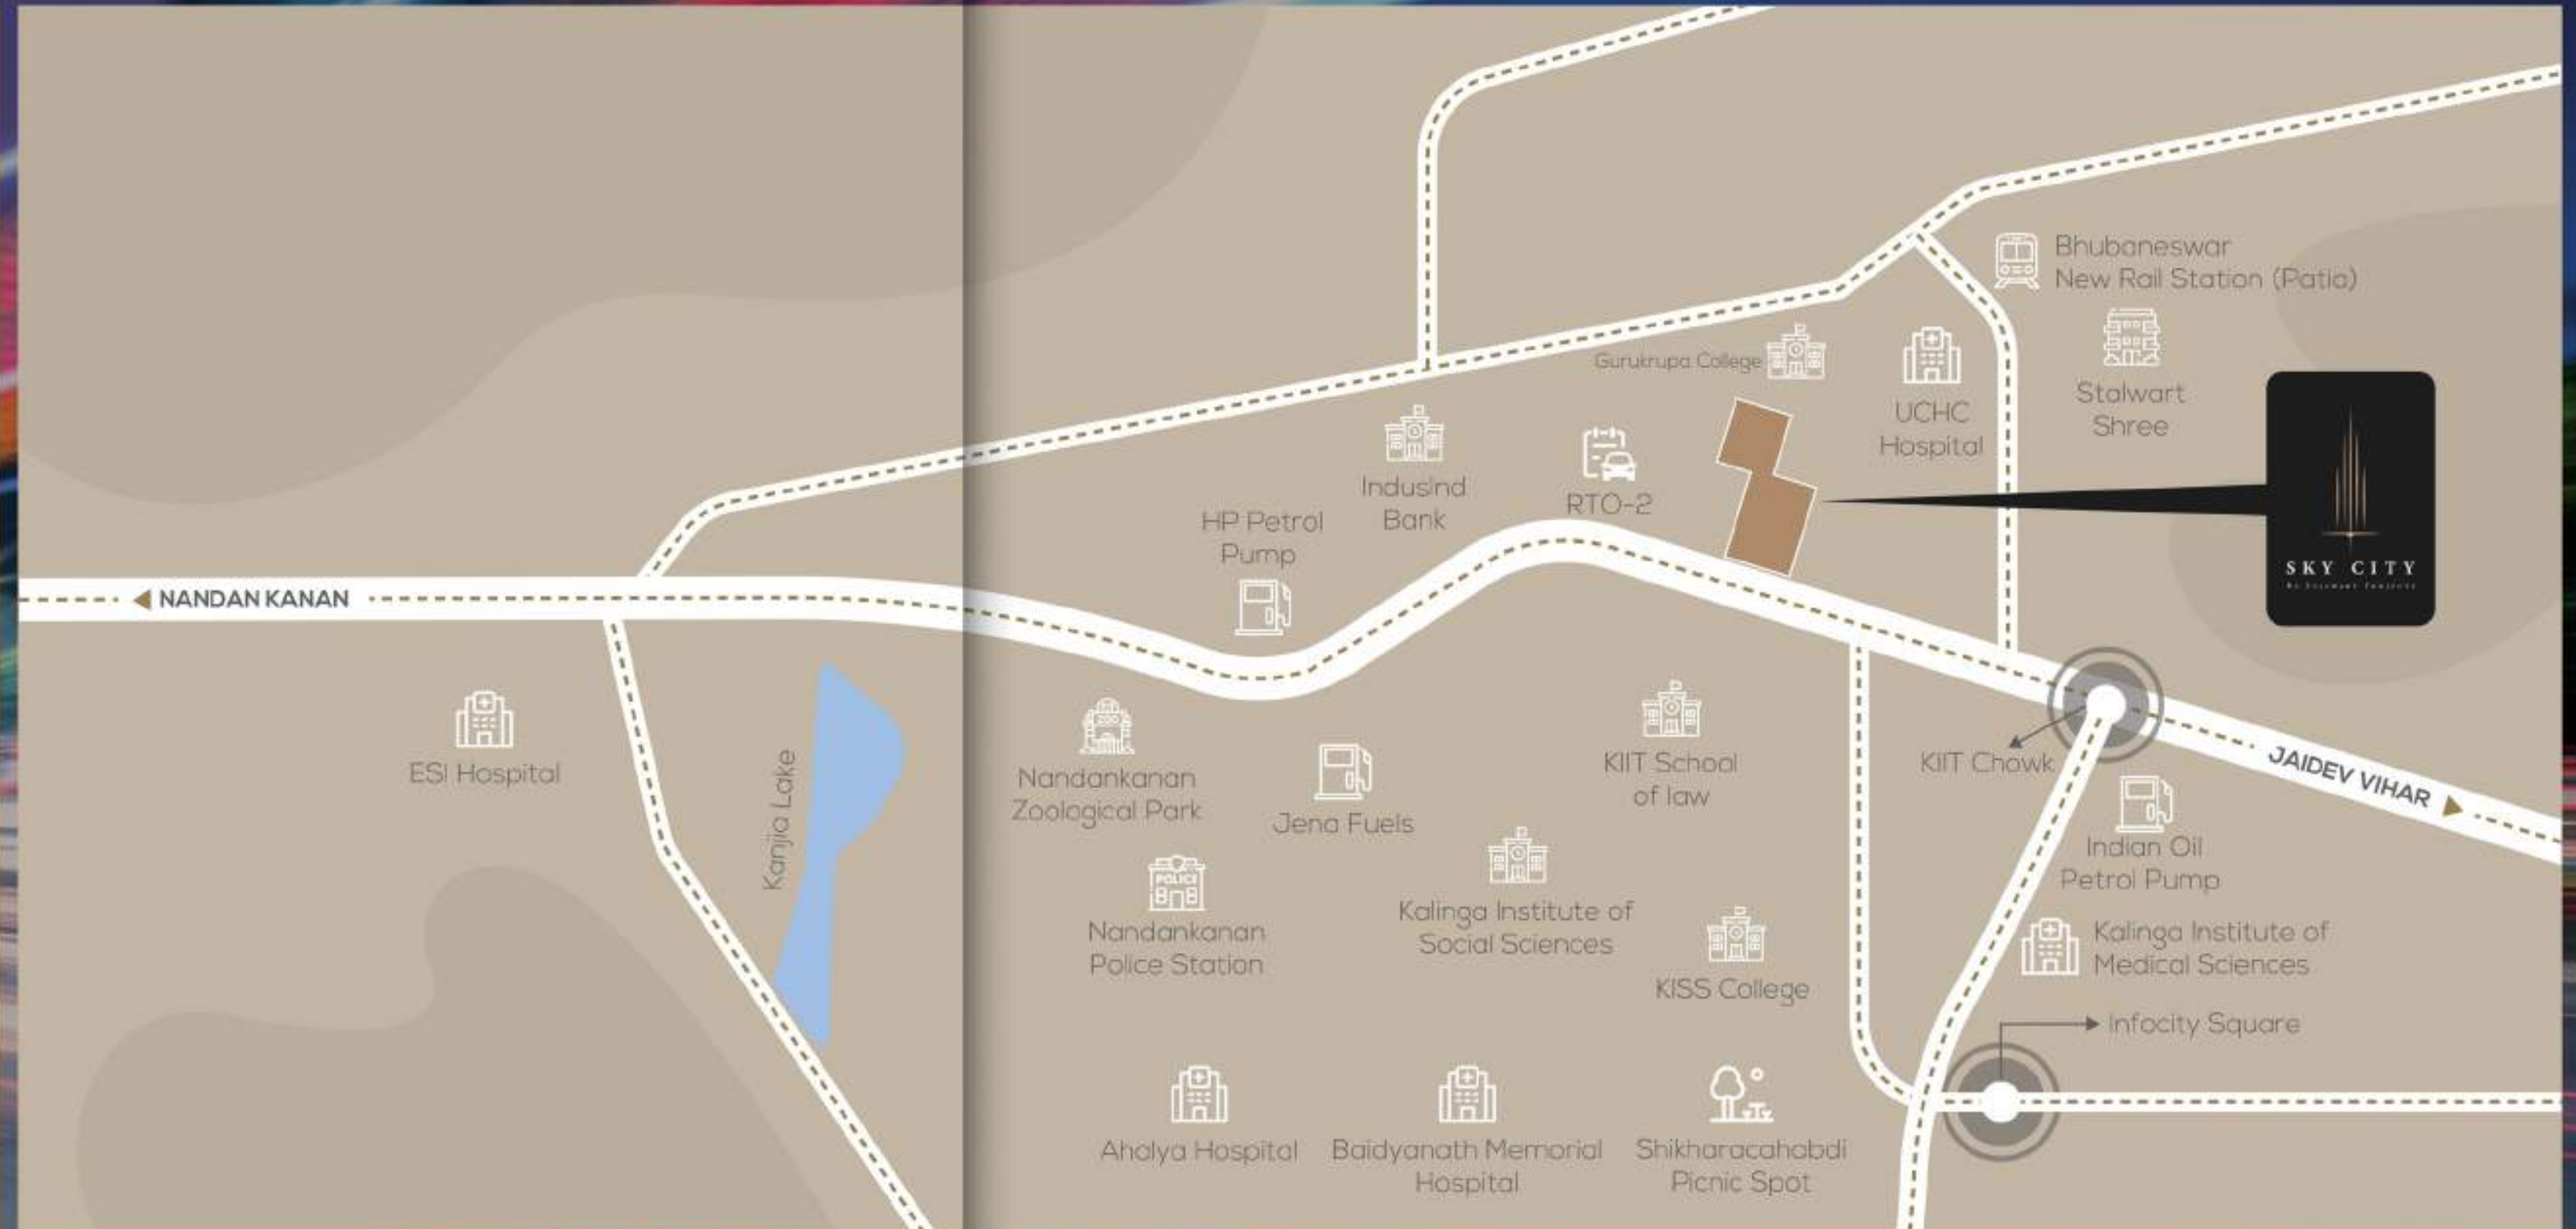 Bhubaneswar
New Rail Station (Patia)
Gurukrupa College
UCHC
Hospital
Stalwart
Shree
IndusInd
Bank
RTO-2
HP Petrol
Pump
SKY CITY
NANDAN KANAN
ESI Hospital
Kanjia Lake
ZOO
Nandankanan
Zoological Park
Jena Fuels
KIIT School
of law
KIIT Chowk
JAIDEV VIHAR
Indian Oil
Petrol Pump
POLICE
Nandankanan
Police Station
Kalinga Institute of
Social Sciences
KISS College
Kalinga Institute of
Medical Sciences
Infocity Square
Ahalya Hospital
Baidyanath Memorial
Hospital
Shikharacahabdi
Picnic Spot